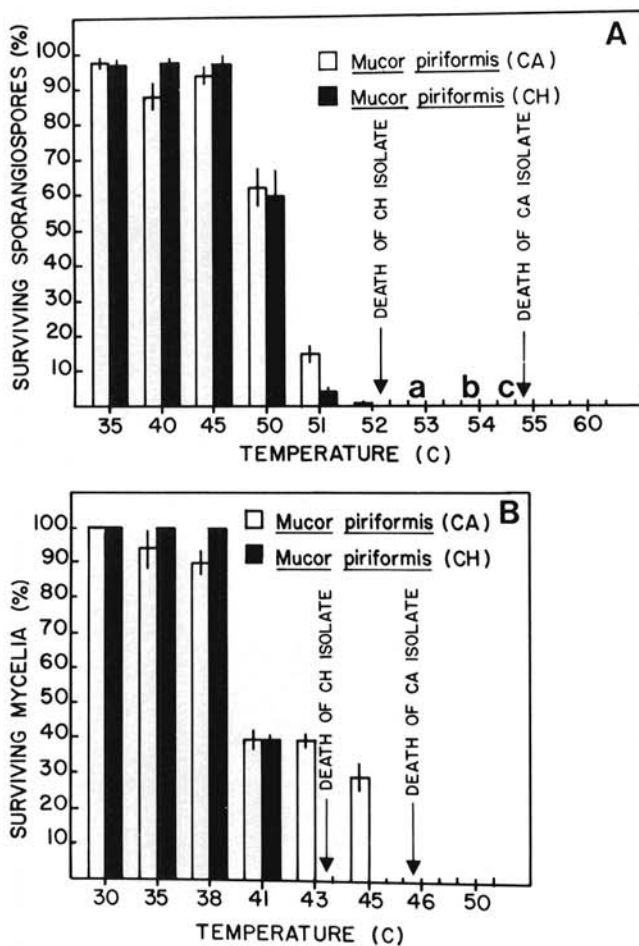 A
Mucor piriformis (CA)
Mucor piriformis (CH)
SURVIVING SPORANGIOSPORES (%)
100
90
80
70
60
50
40
30
20
10
DEATH OF CH ISOLATE
DEATH OF CA ISOLATE
a b c
35 40 45 50 51 52 53 54 55 60
TEMPERATURE (C)
B
Mucor piriformis (CA)
Mucor piriformis (CH)
SURVIVING MYCELIA (%)
100
90
80
70
60
50
40
30
20
10
DEATH OF CH ISOLATE
DEATH OF CA ISOLATE
30 35 38 41 43 45 46 50
TEMPERATURE (C)